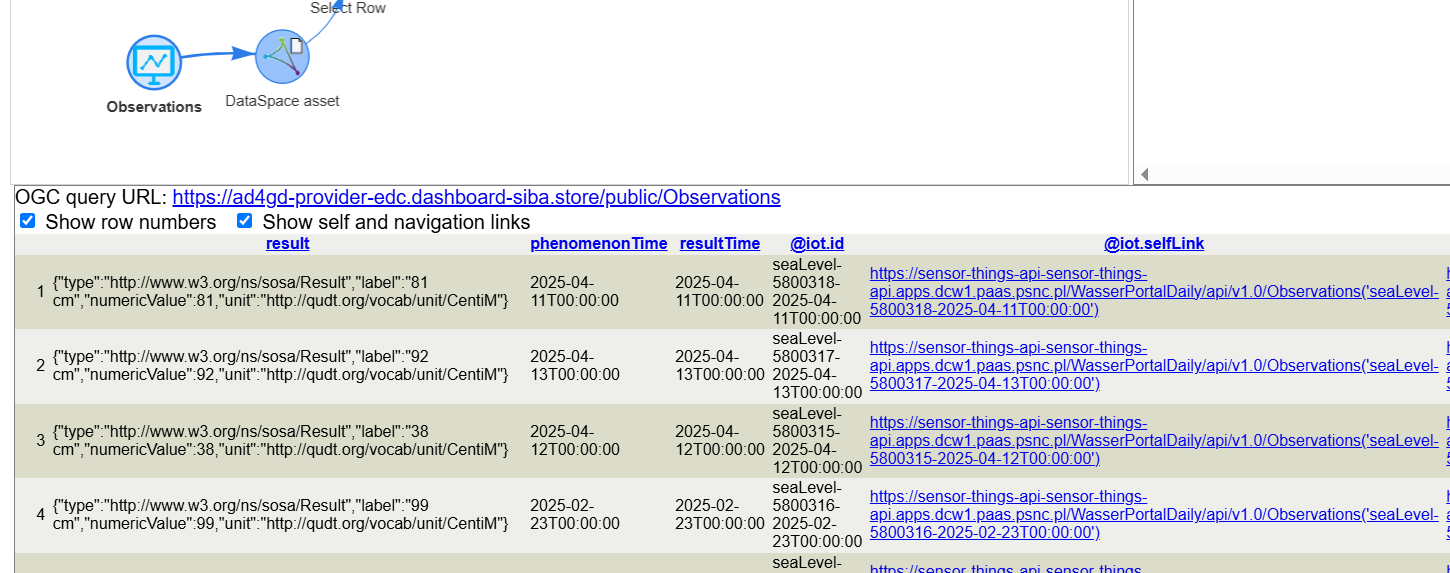 Select Row
Observations
DataSpace asset
OGC query URL: https://ad4gd-provider-edc.dashboard-siba.store/public/Observations
Show row numbers Show self and navigation links
result phenomenonTime resultTime @iot.id @iot.selfLink
1
{"type":"http://www.w3.org/ns/sosa/Result","label":"81
cm","numericValue":81,"unit":"http://qudt.org/vocab/unit/CentiM"}
2025-04-
11T00:00:00
2025-04-
11T00:00:00
seaLevel-
5800318-
2025-04-
11T00:00:00
https://sensor-things-api-sensor-things-
api.apps.dcw1.paas.psnc.pl/WasserPortalDaily/api/v1.0/Observations('seaLevel-
5800318-2025-04-11T00:00:00')
2
{"type":"http://www.w3.org/ns/sosa/Result","label":"92
cm","numericValue":92,"unit":"http://qudt.org/vocab/unit/CentiM"}
2025-04-
13T00:00:00
2025-04-
13T00:00:00
seaLevel-
5800317-
2025-04-
13T00:00:00
https://sensor-things-api-sensor-things-
api.apps.dcw1.paas.psnc.pl/WasserPortalDaily/api/v1.0/Observations('seaLevel-
5800317-2025-04-13T00:00:00')
3
{"type":"http://www.w3.org/ns/sosa/Result","label":"38
cm","numericValue":38,"unit":"http://qudt.org/vocab/unit/CentiM"}
2025-04-
12T00:00:00
2025-04-
12T00:00:00
seaLevel-
5800315-
2025-04-
12T00:00:00
https://sensor-things-api-sensor-things-
api.apps.dcw1.paas.psnc.pl/WasserPortalDaily/api/v1.0/Observations('seaLevel-
5800315-2025-04-12T00:00:00')
4
{"type":"http://www.w3.org/ns/sosa/Result","label":"99
cm","numericValue":99,"unit":"http://qudt.org/vocab/unit/CentiM"}
2025-02-
23T00:00:00
2025-02-
23T00:00:00
seaLevel-
5800316-
2025-02-
23T00:00:00
https://sensor-things-api-sensor-things-
api.apps.dcw1.paas.psnc.pl/WasserPortalDaily/api/v1.0/Observations('seaLevel-
5800316-2025-02-23T00:00:00')
seaLevel-
https://sensor-things-api-sensor-things-